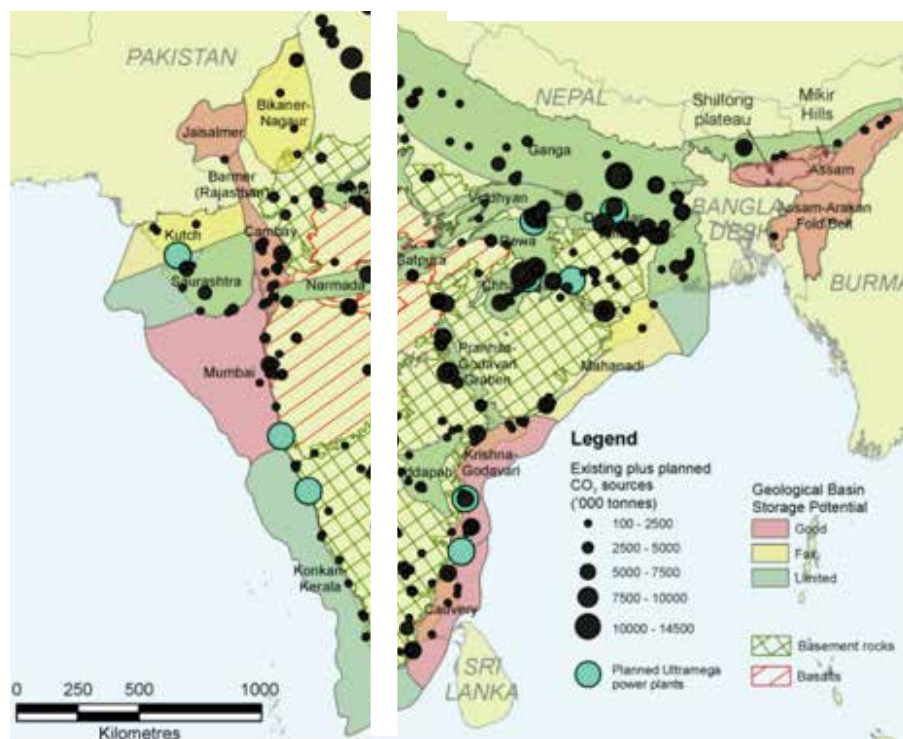 PAKISTAN
Bikaner-
Nagaur
Jaisalmer
Barmer
(Rajasthan)
Kutch
Cambay
Saurashtra
Narmada
Mumbai
Konkan-
Kerala
0 250 500 1000
Kilometres
NEPAL
Shillong
plateau
Mikir
Hills
Ganga
Assam
Vindhyan
BANGLA
DESH
Assam-Arakan
Fold Belt
Rewa
Satpura
BURMA
Pranhita-
Godavari
Graben
Mahanadi
Krishna-
Godavari
Cauvery
SRI
LANKA
Legend
Existing plus planned
CO₂ sources
('000 tonnes)
100 - 2500
2500 - 5000
5000 - 7500
7500 - 10000
10000 - 14500
Planned Ultramega
power plants
Geological Basin
Storage Potential
Good
Fair
Limited
Basement rocks
Basalts